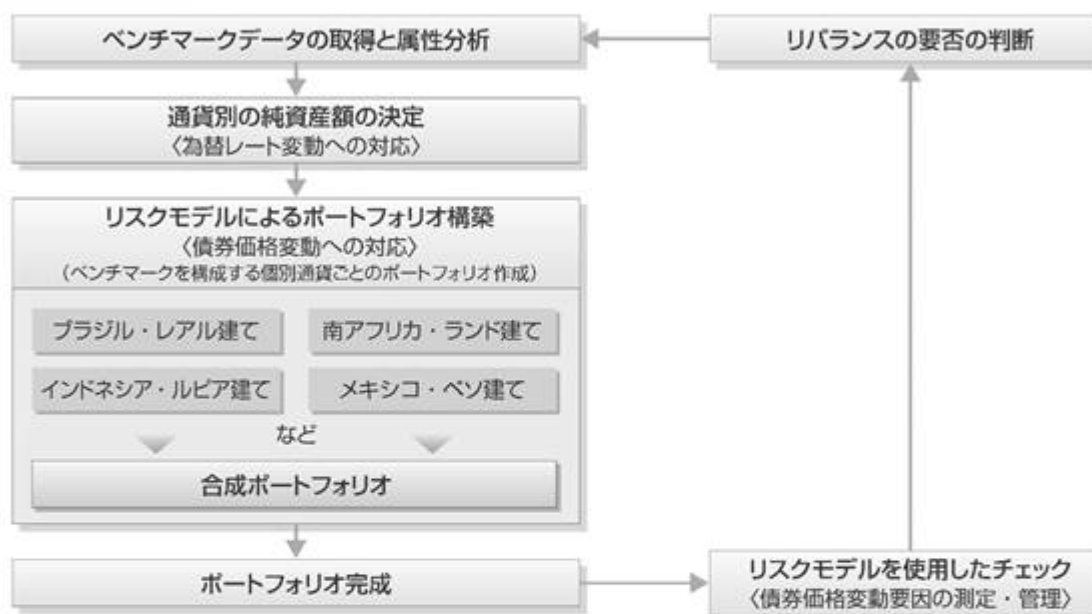 ベンチマークデータの取得と属性分析
リバランスの要否の判断
通貨別の純資産額の決定
〈為替レート変動への対応〉
リスクモデルによるポートフォリオ構築
〈債券価格変動への対応〉
(ベンチマークを構成する個別通貨ごとのポートフォリオ作成)
ブラジル・レアル建て
南アフリカ・ランド建て
インドネシア・ルピア建て
メキシコ・ペソ建て
など
合成ポートフォリオ
ポートフォリオ完成
リスクモデルを使用したチェック
〈債券価格変動要因の測定・管理〉